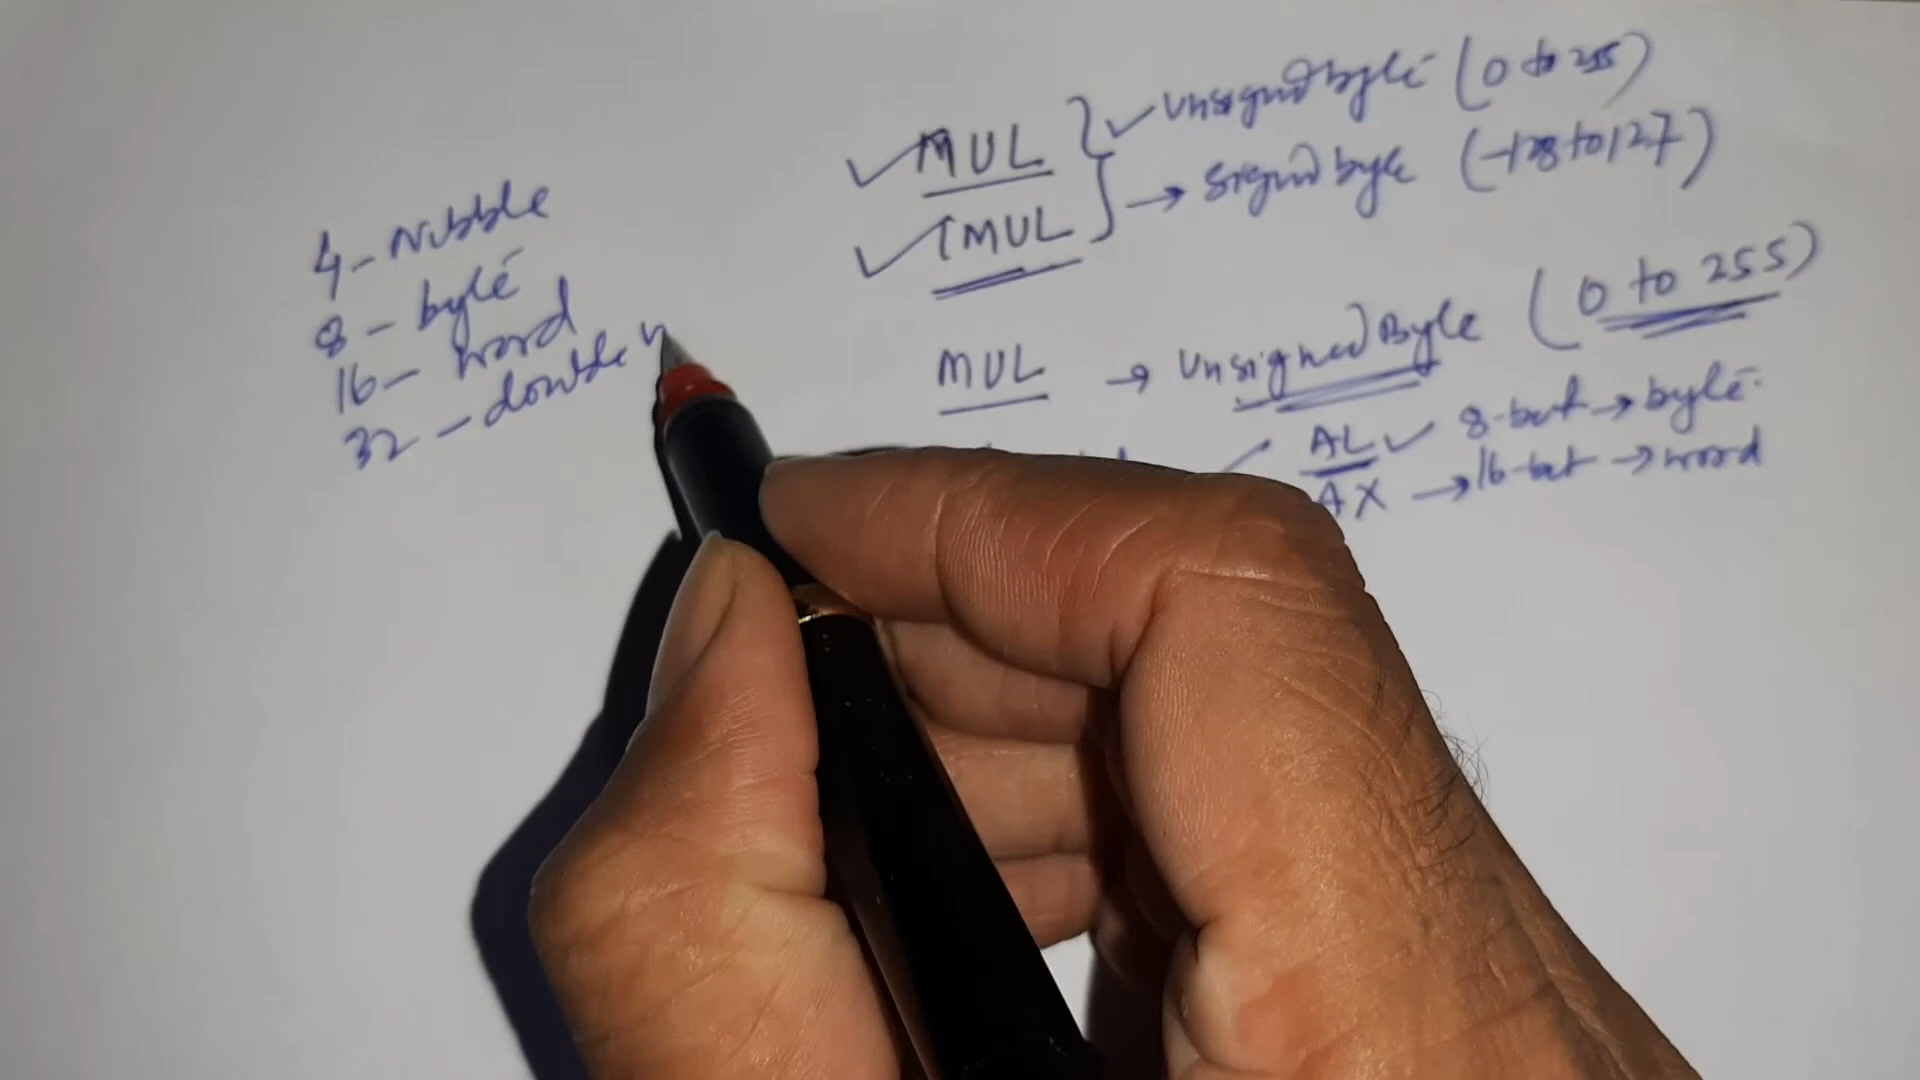 4 - Nibble
8 - byte
16 - word
32 - double w
✓ MUL } ✓ unsigned byte (0 to 255)
✓ IMUL } → signed byte (-128 to 127)
MUL → Unsigned Byte (0 to 255)
AL ✓ 8-bit → byte
AX → 16-bit → word